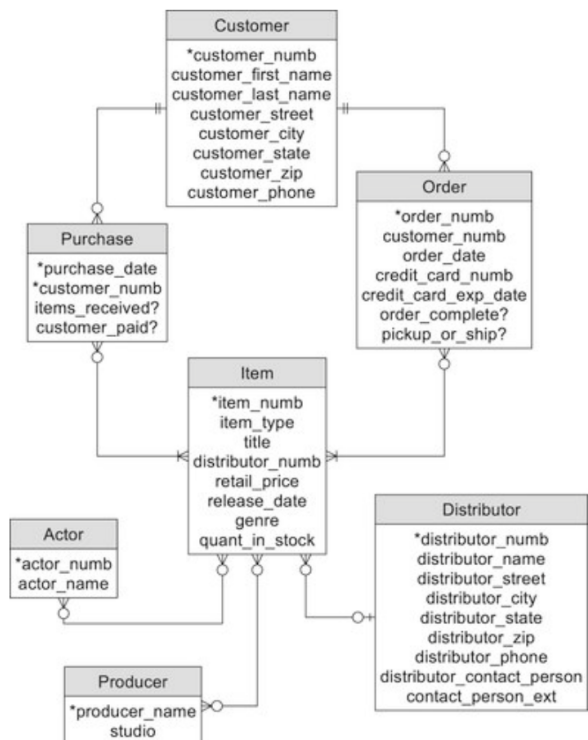 Customer
*customer_numb
customer_first_name
customer_last_name
customer_street
customer_city
customer_state
customer_zip
customer_phone
Order
*order_numb
customer_numb
order_date
credit_card_numb
credit_card_exp_date
order_complete?
pickup_or_ship?
Purchase
*purchase_date
*customer_numb
items_received?
customer_paid?
Item
*item_numb
item_type
title
distributor_numb
retail_price
release_date
genre
quant_in_stock
Distributor
*distributor_numb
distributor_name
distributor_street
distributor_city
distributor_state
distributor_zip
distributor_phone
distributor_contact_person
contact_person_ext
Actor
*actor_numb
actor_name
Producer
*producer_name
studio